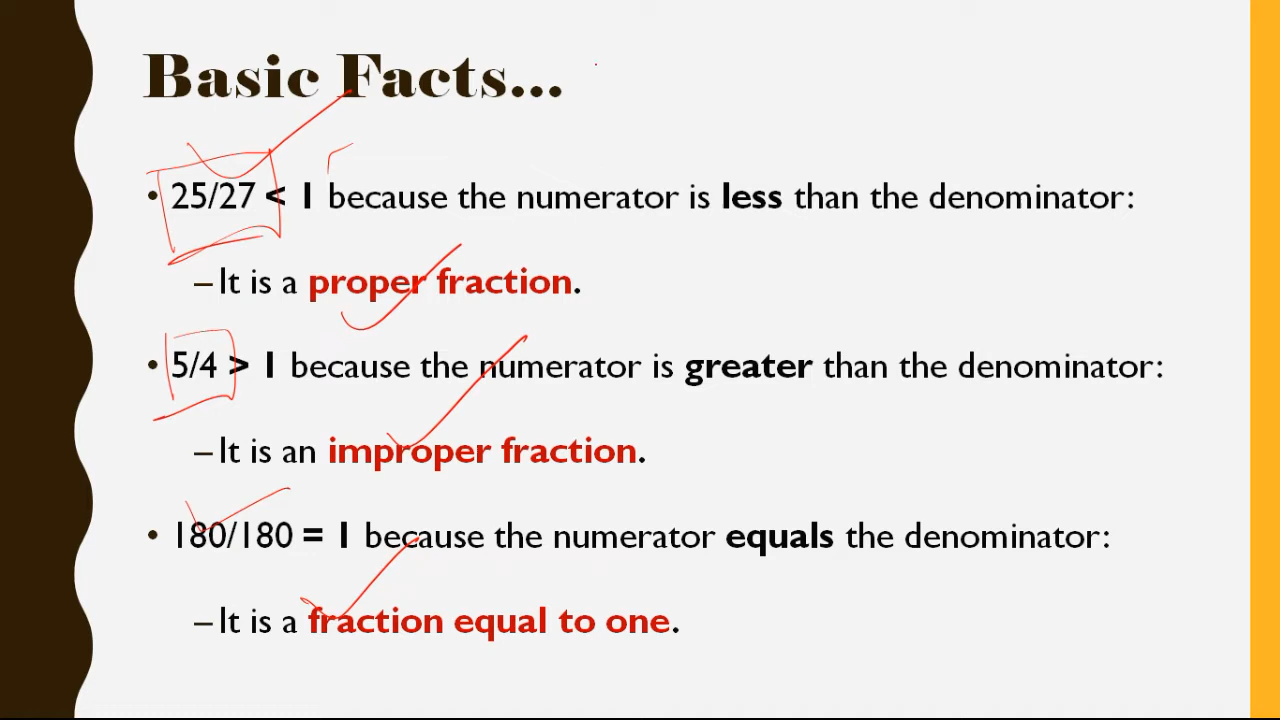 Basic Facts...
• 25/27 < 1 because the numerator is less than the denominator:
–It is a proper fraction.
• 5/4 > 1 because the numerator is greater than the denominator:
–It is an improper fraction.
• 180/180 = 1 because the numerator equals the denominator:
–It is a fraction equal to one.